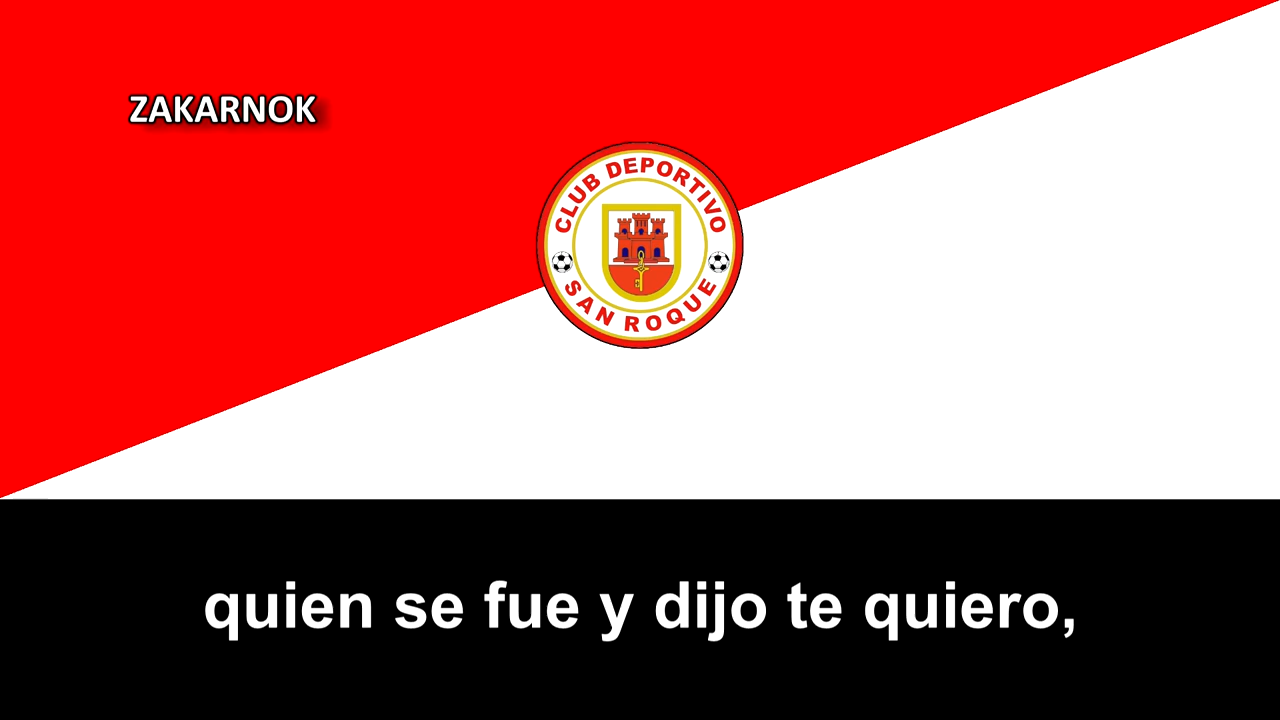 ZAKARNOK
CLUB DEPORTIVO
SAN ROQUE
quien se fue y dijo te quiero,